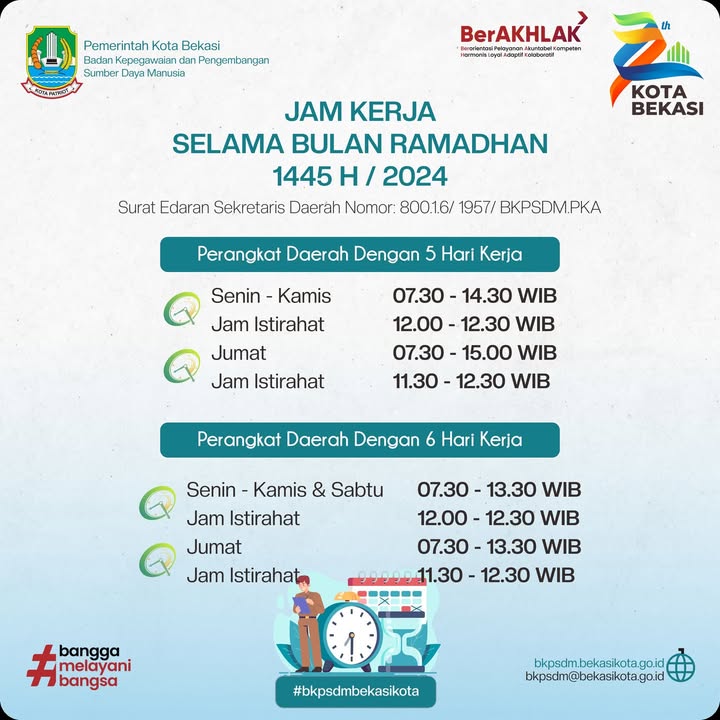 Pemerintah Kota Bekasi
Badan Kepegawaian dan Pengembangan
Sumber Daya Manusia
KOTA PATRIOT
BerAKHLAK
Berorientasi Pelayanan Akuntabel Kompeten
Harmonis Loyal Adaptif Kolaboratif
27th
KOTA
BEKASI
JAM KERJA
SELAMA BULAN RAMADHAN
1445 H / 2024
Surat Edaran Sekretaris Daerah Nomor: 800.1.6/ 1957/ BKPSDM.PKA
Perangkat Daerah Dengan 5 Hari Kerja
Senin - Kamis 07.30 - 14.30 WIB
Jam Istirahat 12.00 - 12.30 WIB
Jumat 07.30 - 15.00 WIB
Jam Istirahat 11.30 - 12.30 WIB
Perangkat Daerah Dengan 6 Hari Kerja
Senin - Kamis & Sabtu 07.30 - 13.30 WIB
Jam Istirahat 12.00 - 12.30 WIB
Jumat 07.30 - 13.30 WIB
Jam Istirahat 11.30 - 12.30 WIB
#bangga
melayani
bangsa
#bkpsdmbekasikota
bkpsdm.bekasikota.go.id
bkpsdm@bekasikota.go.id